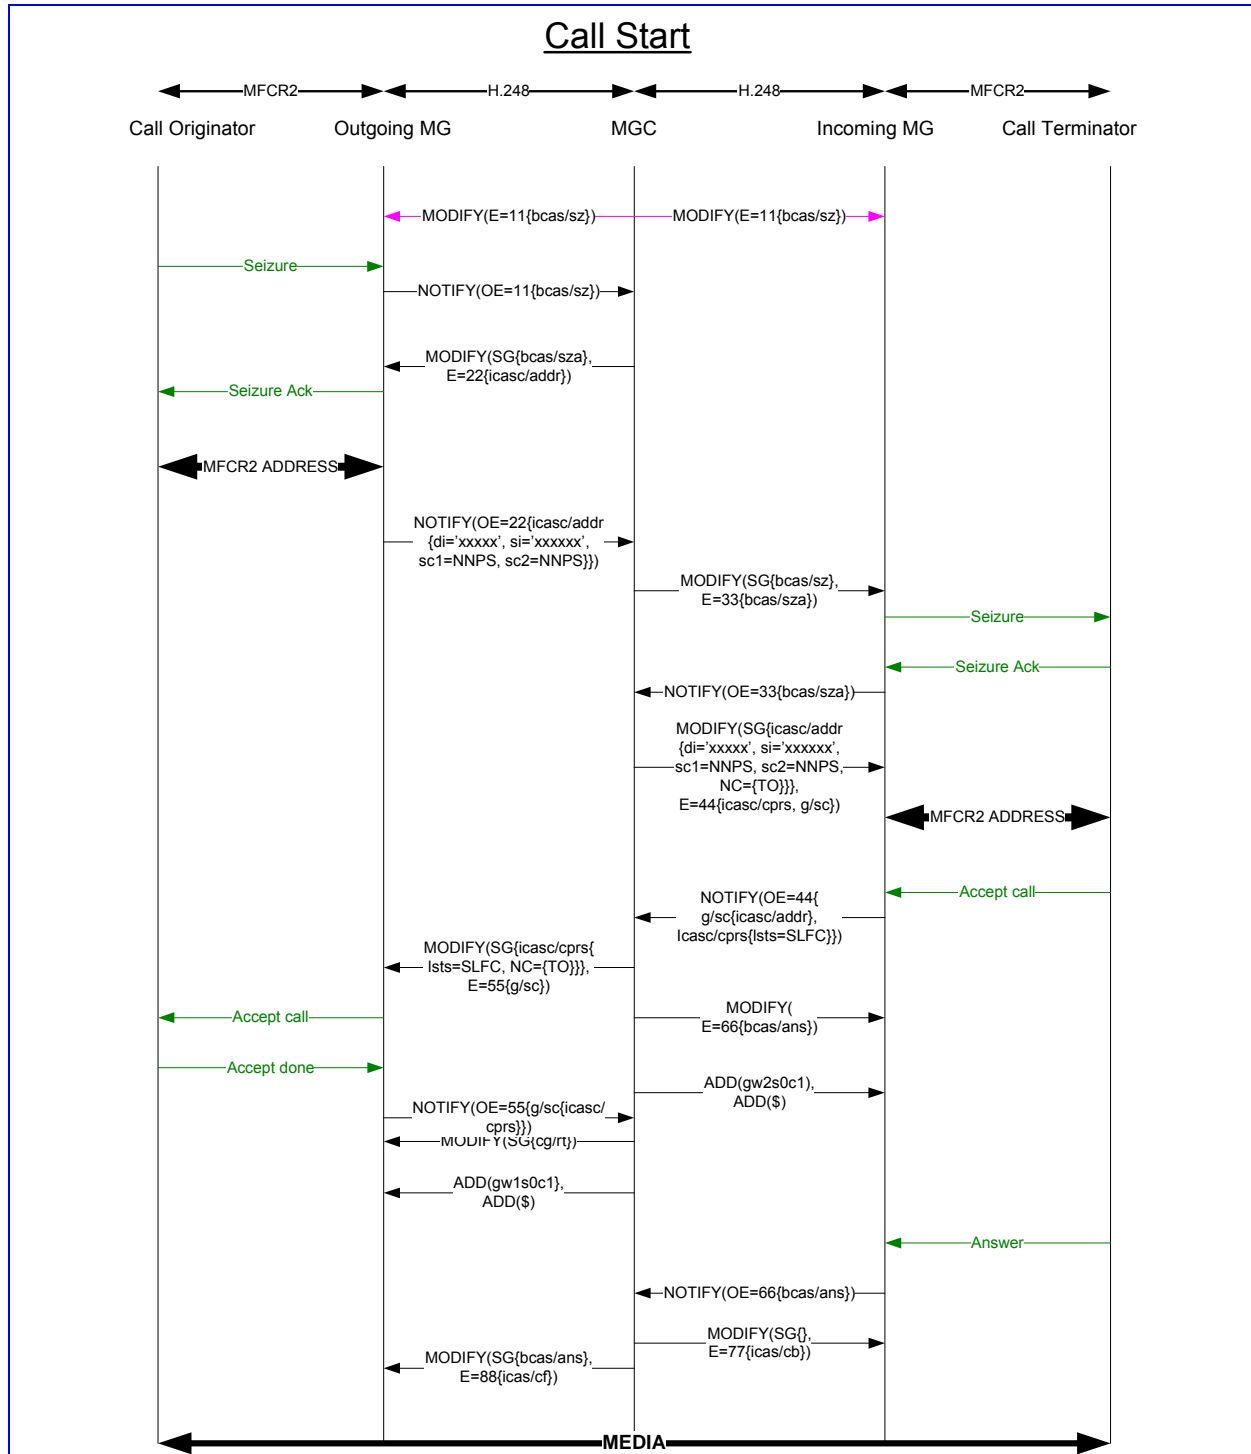 Call Start
MFCR2 H.248 H.248 MFCR2
Call Originator Outgoing MG MGC Incoming MG Call Terminator
MODIFY(E=11{bcas/sz}) MODIFY(E=11{bcas/sz})
Seizure
NOTIFY(OE=11{bcas/sz})
MODIFY(SG{bcas/sza},
E=22{icasc/addr})
Seizure Ack
MFCR2 ADDRESS
NOTIFY(OE=22{icasc/addr
{di='xxxxx', si='xxxxxx',
sc1=NNPS, sc2=NNPS}})
MODIFY(SG{bcas/sz},
E=33{bcas/sza})
Seizure
Seizure Ack
NOTIFY(OE=33{bcas/sza})
MODIFY(SG{icasc/addr
{di='xxxxx', si='xxxxxx',
sc1=NNPS, sc2=NNPS,
NC={TO}}},
E=44{icasc/cprs, g/sc})
MFCR2 ADDRESS
Accept call
NOTIFY(OE=44{
g/sc{icasc/addr},
Icasc/cprs{lsts=SLFC}})
MODIFY(SG{icasc/cprs{
lsts=SLFC, NC={TO}}},
E=55{g/sc})
Accept call
MODIFY(
E=66{bcas/ans})
Accept done
ADD(gw2s0c1),
ADD($)
NOTIFY(OE=55{g/sc{icasc/
cprs}})
MODIFY(SG{cg/rt})
ADD(gw1s0c1},
ADD($)
Answer
NOTIFY(OE=66{bcas/ans})
MODIFY(SG{},
E=77{icas/cb})
MODIFY(SG{bcas/ans},
E=88{icas/cf})
MEDIA